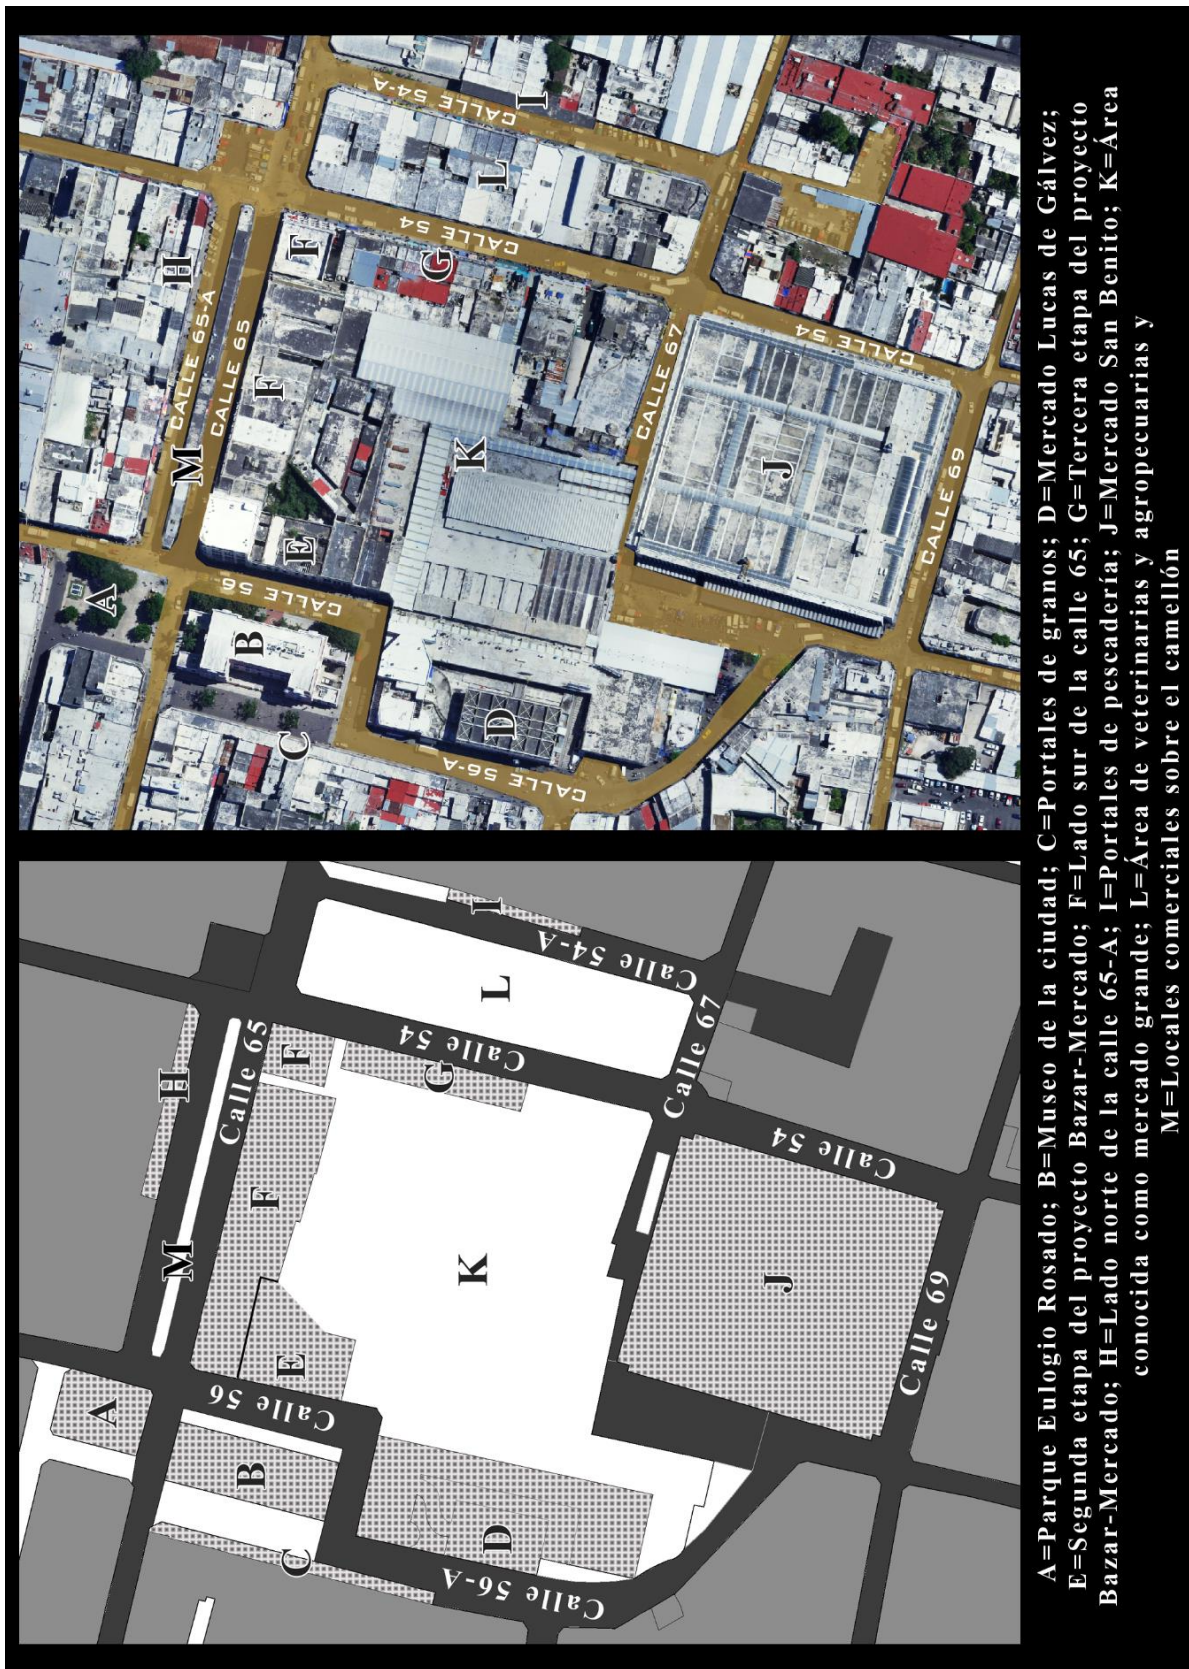 A
M
H
Calle 65
B
F
C
E
F
Calle 56
Calle 54
G
Calle 56-A
D
K
L
I
Calle 54-A
Calle 67
J
Calle 54
Calle 69
A
M
H
CALLE 65-A
CALLE 65
B
F
C
E
F
CALLE 56
CALLE 54
G
CALLE 56-A
D
K
L
I
CALLE 54-A
CALLE 67
J
CALLE 54
CALLE 69
A=Parque Eulogio Rosado; B=Museo de la ciudad; C=Portales de granos; D=Mercado Lucas de Gálvez;
E=Segunda etapa del proyecto Bazar-Mercado; F=Lado sur de la calle 65; G=Tercera etapa del proyecto
Bazar-Mercado; H=Lado norte de la calle 65-A; I=Portales de pescadería; J=Mercado San Benito; K=Área
conocida como mercado grande; L=Área de veterinarias y agropecuarias y
M=Locales comerciales sobre el camellón